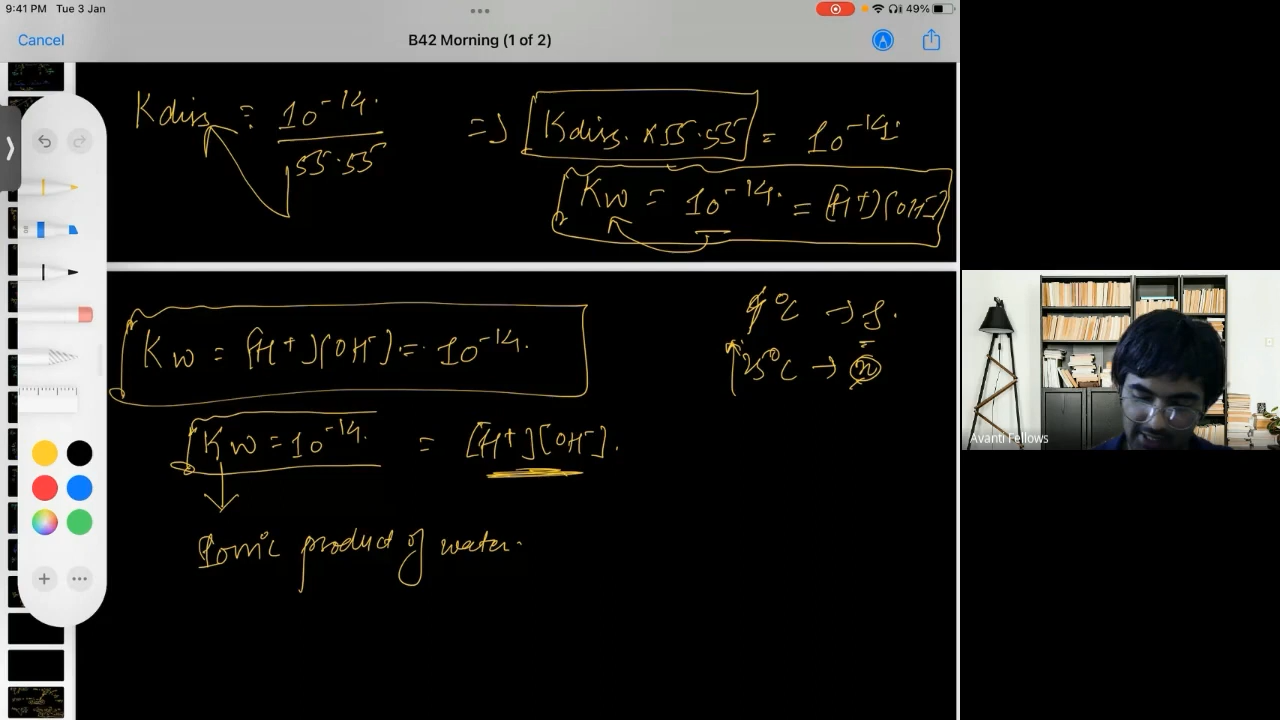 9:41 PM Tue 3 Jan
49%
Cancel
B42 Morning (1 of 2)
Kdiss = 10⁻¹⁴
55.55
=> Kdiss. × 55.55 = 10⁻¹⁴
Kw = 10⁻¹⁴ = [H⁺][OH⁻]
Kw = [H⁺][OH⁻] = 10⁻¹⁴
°C →
25°C →
Kw = 10⁻¹⁴ = [H⁺][OH⁻].
Ionic product of water.
Avanti Fellows